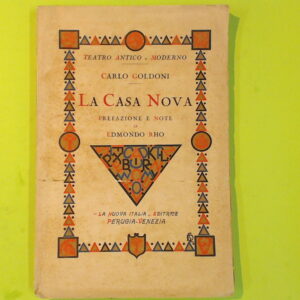 TEATRO ANTICO E MODERNO
CARLO GOLDONI
LA CASA NOVA
PREFAZIONE E NOTE
DI
EDMONDO RHO
"LA NUOVA ITALIA" EDITRICE
PERUGIA-VENEZIA